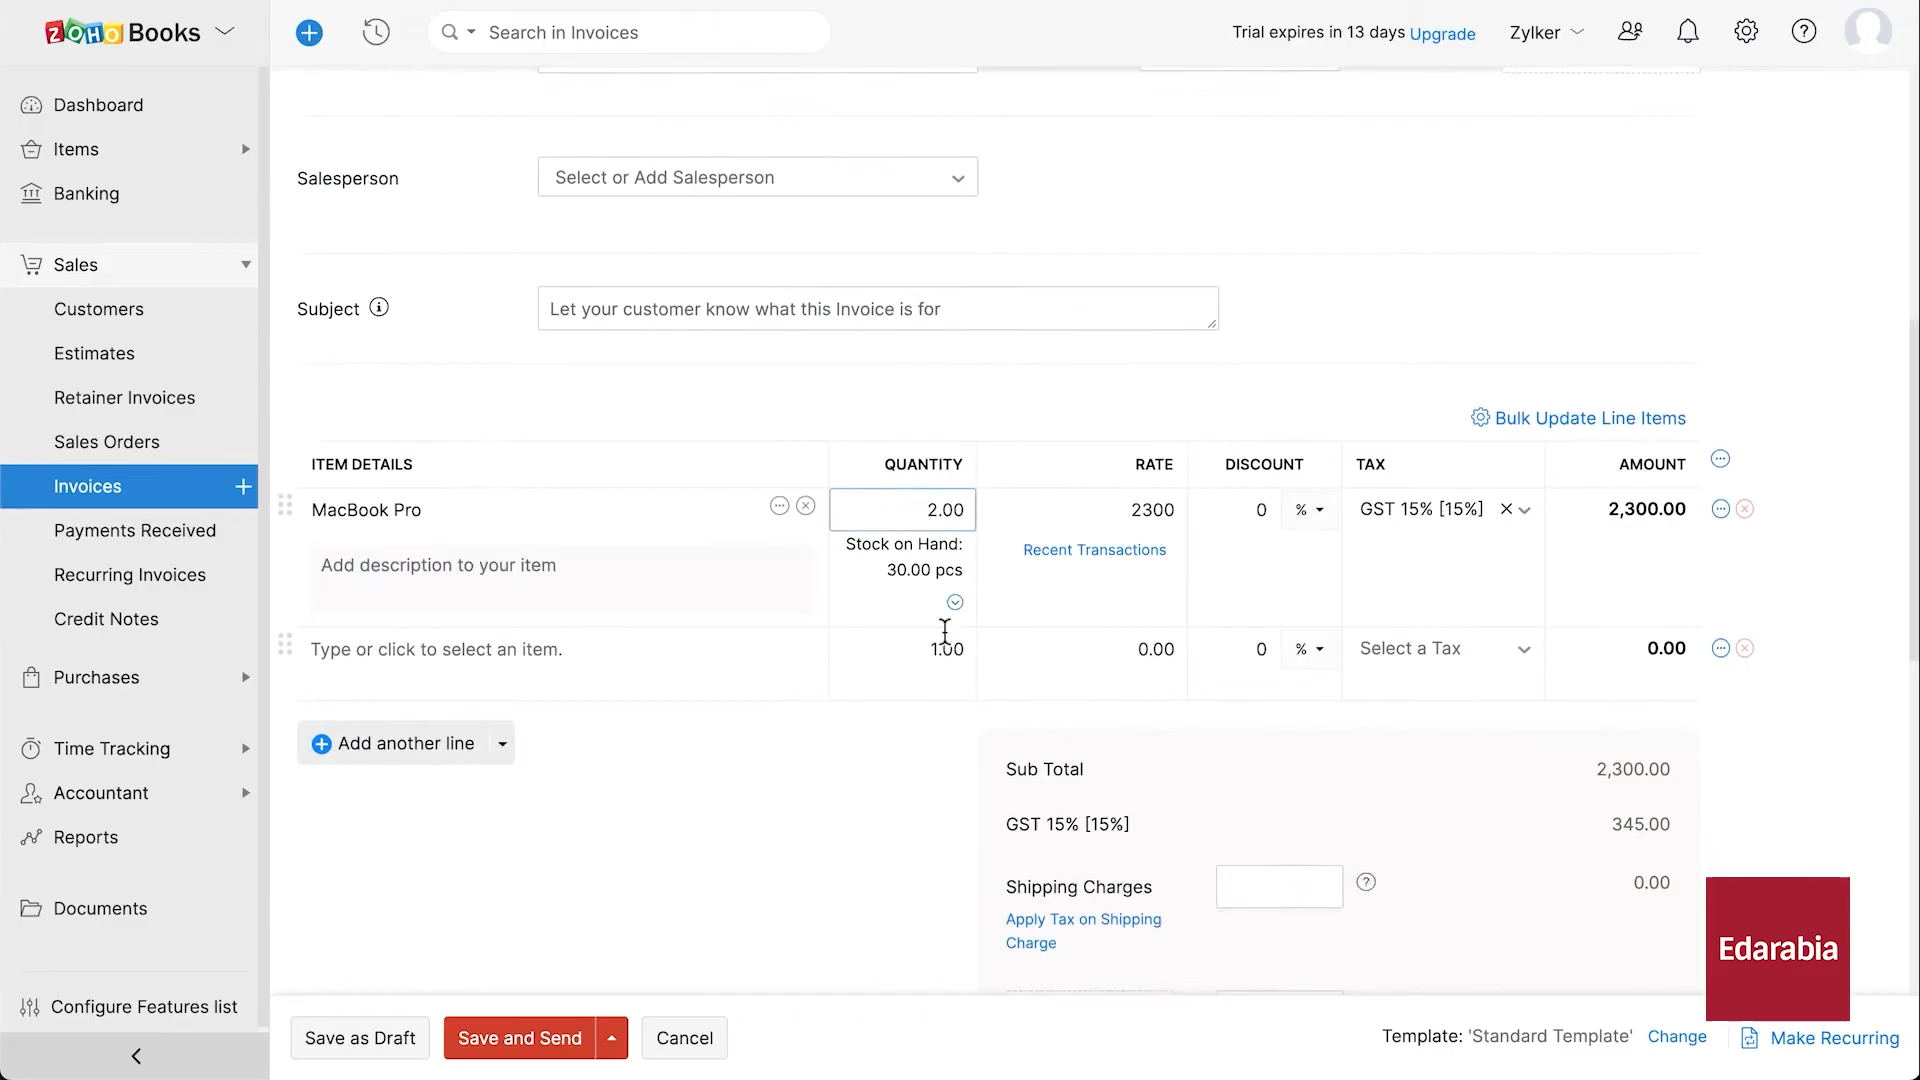 ZOHO Books
Search in Invoices
Trial expires in 13 days Upgrade
Zylker
Dashboard
Items
Banking
Sales
Customers
Estimates
Retainer Invoices
Sales Orders
Invoices
Payments Received
Recurring Invoices
Credit Notes
Purchases
Time Tracking
Accountant
Reports
Documents
Configure Features list
Salesperson
Select or Add Salesperson
Subject
Let your customer know what this Invoice is for
Bulk Update Line Items
ITEM DETAILS QUANTITY RATE DISCOUNT TAX AMOUNT
MacBook Pro 2.00 2300 0 % GST 15% [15%] 2,300.00
Stock on Hand:
Recent Transactions
Add description to your item
30.00 pcs
Type or click to select an item. 1.00 0.00 0 % Select a Tax 0.00
Add another line
Sub Total 2,300.00
GST 15% [15%] 345.00
Shipping Charges 0.00
Apply Tax on Shipping
Charge
Edarabia
Save as Draft
Save and Send
Cancel
Template: 'Standard Template' Change
Make Recurring